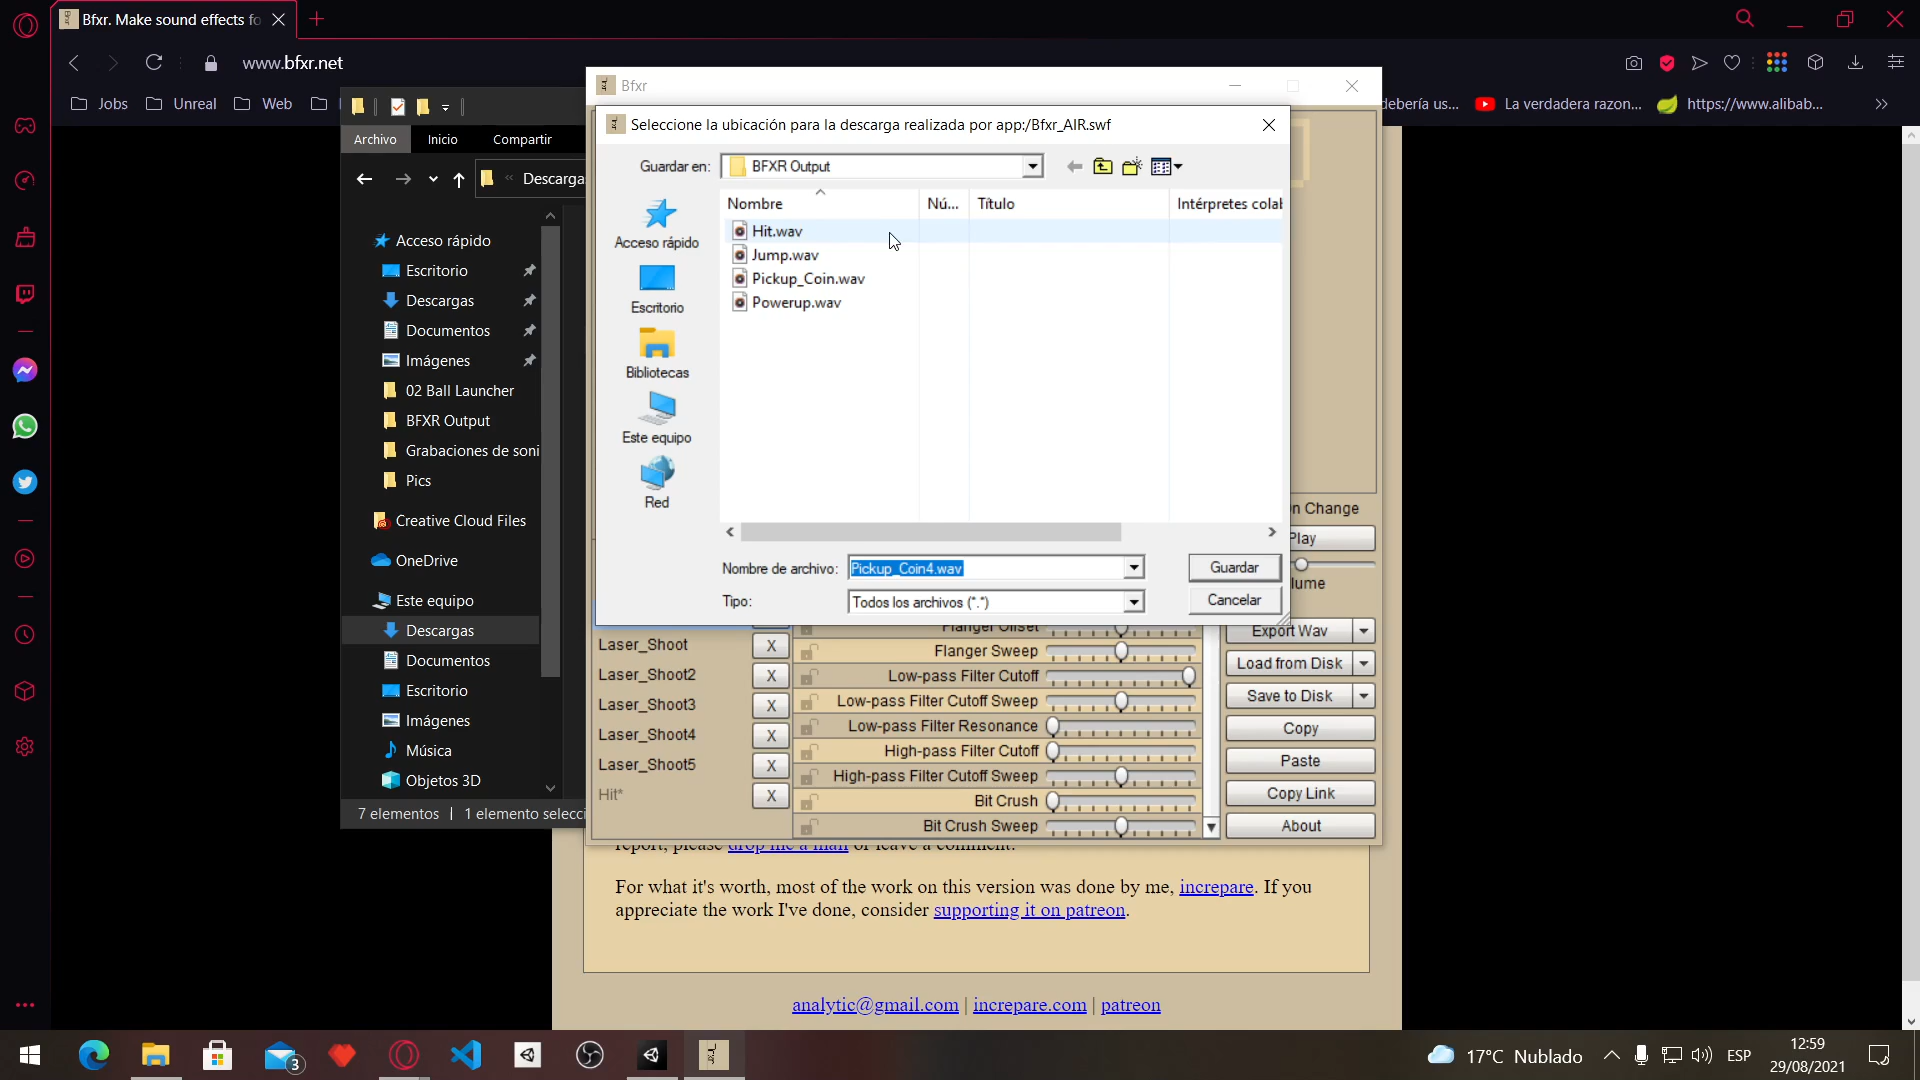 Bfxr. Make sound effects fo
www.bfxr.net
Jobs
Unreal
Web
debería us...
La verdadera razon...
https://www.alibab...
Archivo
Inicio
Compartir
Descarga
Acceso rápido
Escritorio
Descargas
Documentos
Imágenes
02 Ball Launcher
BFXR Output
Grabaciones de soni
Pics
Creative Cloud Files
OneDrive
Este equipo
Descargas
Documentos
Escritorio
Imágenes
Música
Objetos 3D
7 elementos
1 elemento selecci
Bfxr
Seleccione la ubicación para la descarga realizada por app:/Bfxr_AIR.swf
Guardar en:
BFXR Output
Acceso rápido
Escritorio
Bibliotecas
Este equipo
Red
Nombre
Nú...
Título
Intérpretes colab
Hit.wav
Jump.wav
Pickup_Coin.wav
Powerup.wav
Nombre de archivo:
Pickup_Coin4.wav
Guardar
Tipo:
Todos los archivos (*.*)
Cancelar
n Change
Play
lume
Laser_Shoot X
Laser_Shoot2 X
Laser_Shoot3 X
Laser_Shoot4 X
Laser_Shoot5 X
Hit* X
Flanger Offset
Flanger Sweep
Low-pass Filter Cutoff
Low-pass Filter Cutoff Sweep
Low-pass Filter Resonance
High-pass Filter Cutoff
High-pass Filter Cutoff Sweep
Bit Crush
Bit Crush Sweep
Export Wav
Load from Disk
Save to Disk
Copy
Paste
Copy Link
About
report, please drop me a mail or leave a comment.
For what it's worth, most of the work on this version was done by me, increpare. If you
appreciate the work I've done, consider supporting it on patreon.
analytic@gmail.com | increpare.com | patreon
3
17°C Nublado
ESP
12:59
29/08/2021